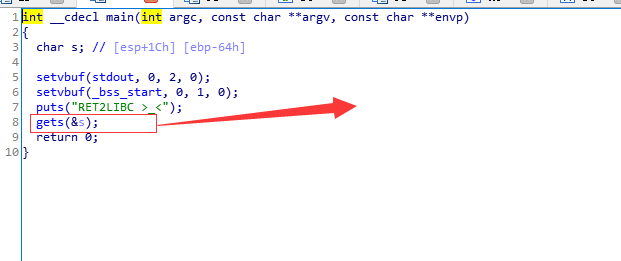 1 int __cdecl main(int argc, const char **argv, const char **envp)
2 {
3 char s; // [esp+1Ch] [ebp-64h]
4
5 setvbuf(stdout, 0, 2, 0);
6 setvbuf(_bss_start, 0, 1, 0);
7 puts("RET2LIBC >_<");
8 gets(&s);
9 return 0;
10 }